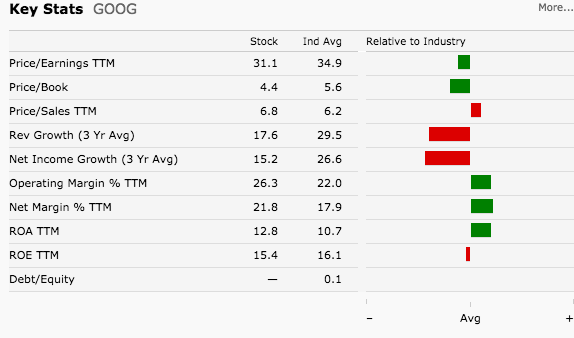 Key Stats GOOG More...
Stock Ind Avg Relative to Industry
Price/Earnings TTM 31.1 34.9
Price/Book 4.4 5.6
Price/Sales TTM 6.8 6.2
Rev Growth (3 Yr Avg) 17.6 29.5
Net Income Growth (3 Yr Avg) 15.2 26.6
Operating Margin % TTM 26.3 22.0
Net Margin % TTM 21.8 17.9
ROA TTM 12.8 10.7
ROE TTM 15.4 16.1
Debt/Equity — 0.1
– Avg +